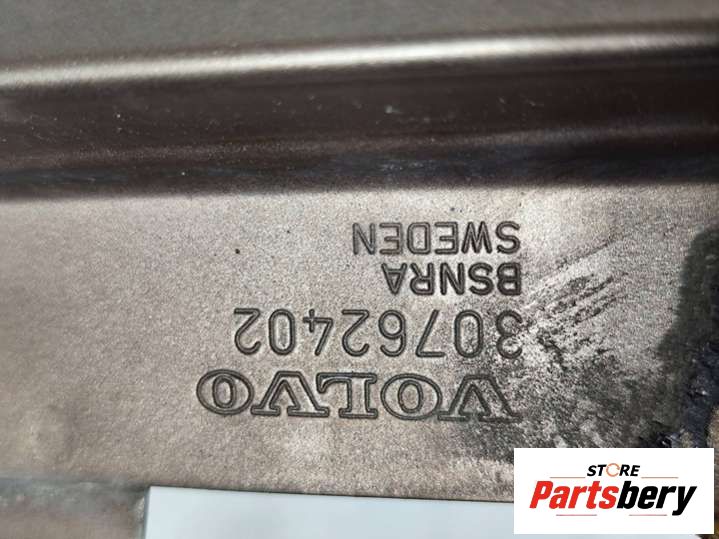 VOLVO
30762402
BSNRA
SWEDEN
STORE
Partsbery